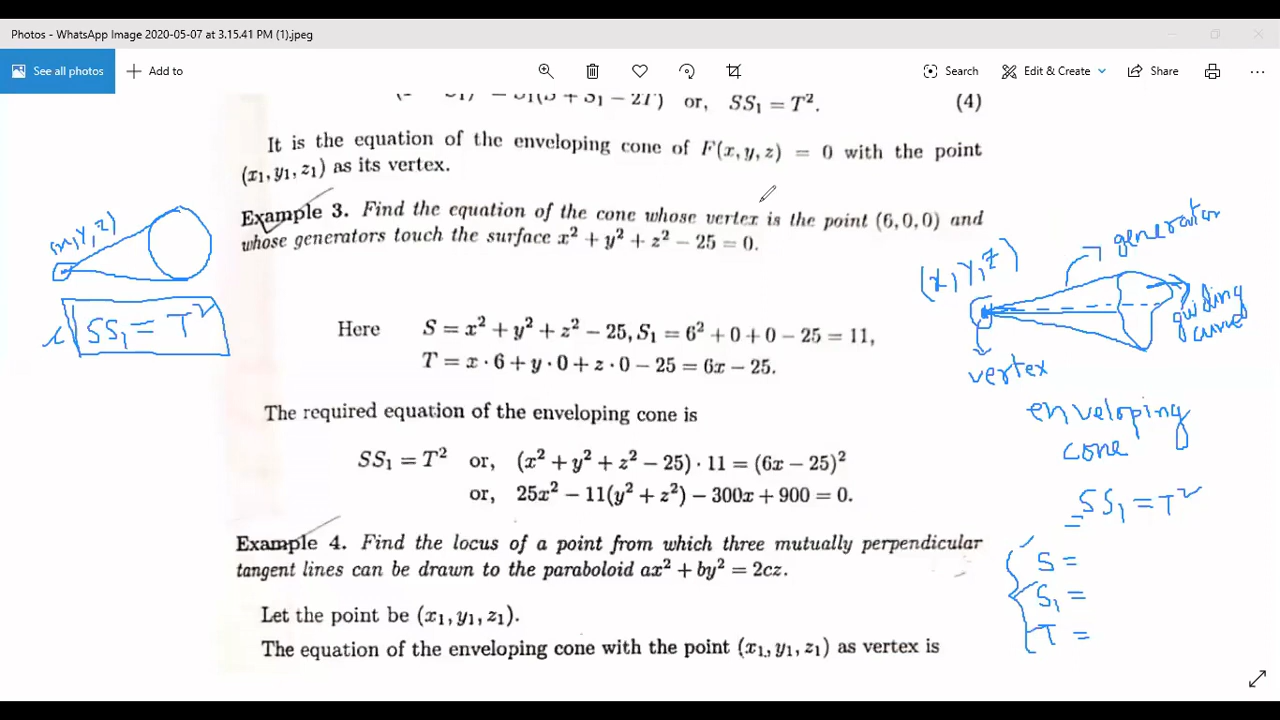 Photos - WhatsApp Image 2020-05-07 at 3.15.41 PM (1).jpeg
See all photos
Add to
Search
Edit & Create
Share
or, SS₁ = T². (4)
It is the equation of the enveloping cone of F(x, y, z) = 0 with the point
(x₁, y₁, z₁) as its vertex.
Example 3. Find the equation of the cone whose vertex is the point (6, 0, 0) and
whose generators touch the surface x² + y² + z² − 25 = 0.
Here S = x² + y² + z² − 25, S₁ = 6² + 0 + 0 − 25 = 11,
T = x · 6 + y · 0 + z · 0 − 25 = 6x − 25.
The required equation of the enveloping cone is
SS₁ = T² or, (x² + y² + z² − 25) · 11 = (6x − 25)²
or, 25x² − 11(y² + z²) − 300x + 900 = 0.
Example 4. Find the locus of a point from which three mutually perpendicular
tangent lines can be drawn to the paraboloid ax² + by² = 2cz.
Let the point be (x₁, y₁, z₁).
The equation of the enveloping cone with the point (x₁, y₁, z₁) as vertex is
(x, y, z)
SS₁ = T²
generator
(x, y, z)
guiding
curve
vertex
enveloping
cone
SS₁ = T²
S =
S₁ =
T =